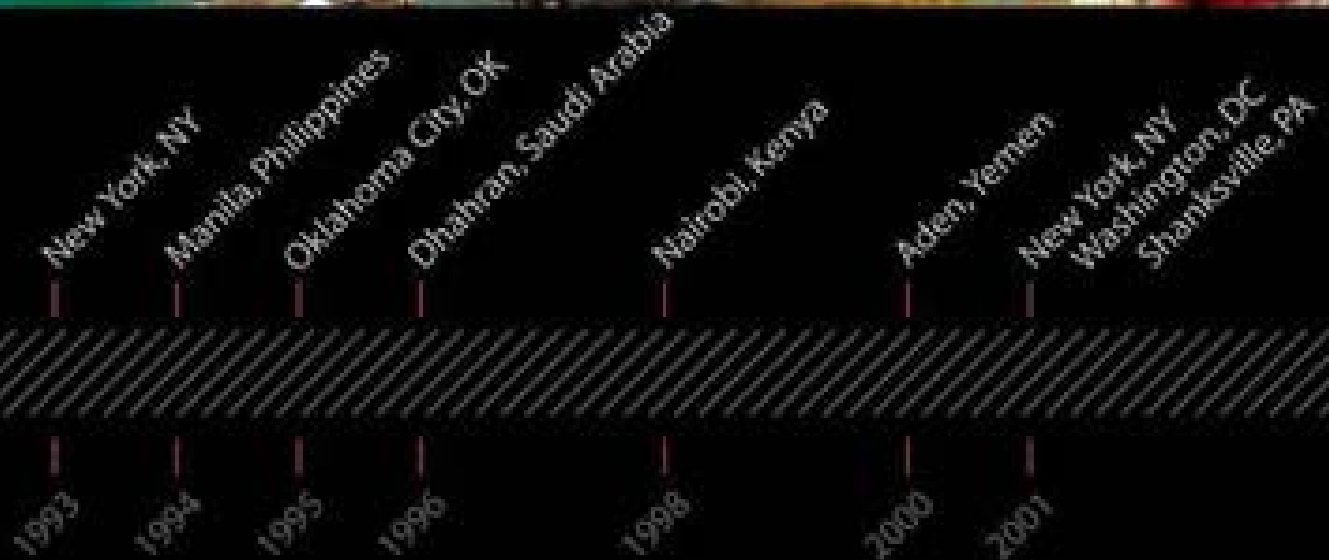 New York, NY
Manila, Philippines
Oklahoma City, OK
Dhahran, Saudi Arabia
Nairobi, Kenya
Aden, Yemen
New York, NY
Washington, DC
Shanksville, PA
1993
1994
1995
1996
1998
2000
2001